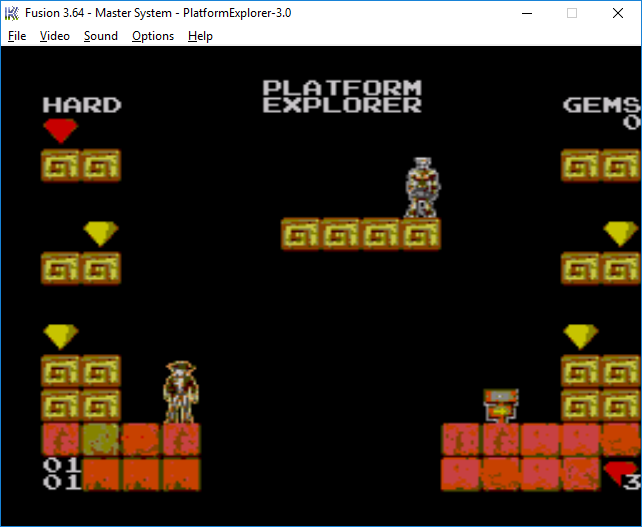 Fusion 3.64 - Master System - PlatformExplorer-3.0
File Video Sound Options Help
PLATFORM
HARD EXPLORER GEMS
0
01
01 3